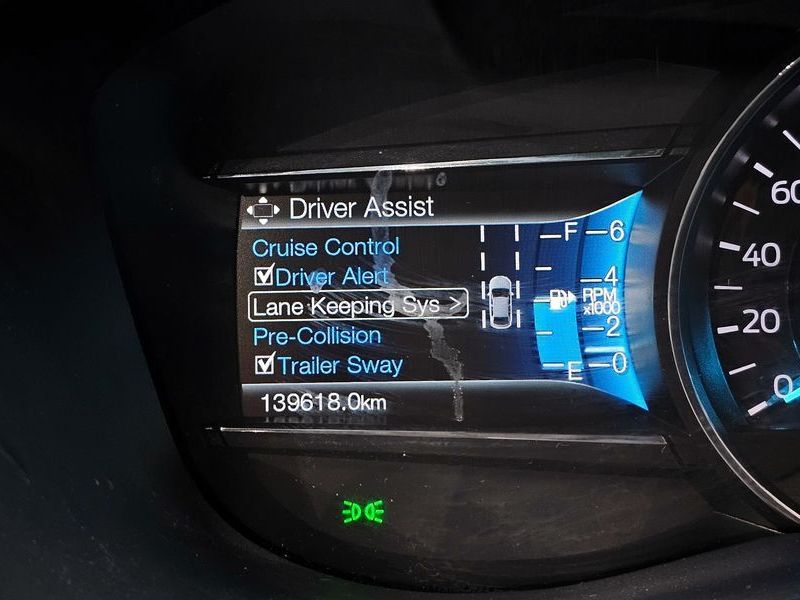 Driver Assist
Cruise Control
Driver Alert
Lane Keeping Sys >
Pre-Collision
Trailer Sway
139618.0km
F
E
6
4
RPM
x1000
2
0
60
40
20
0